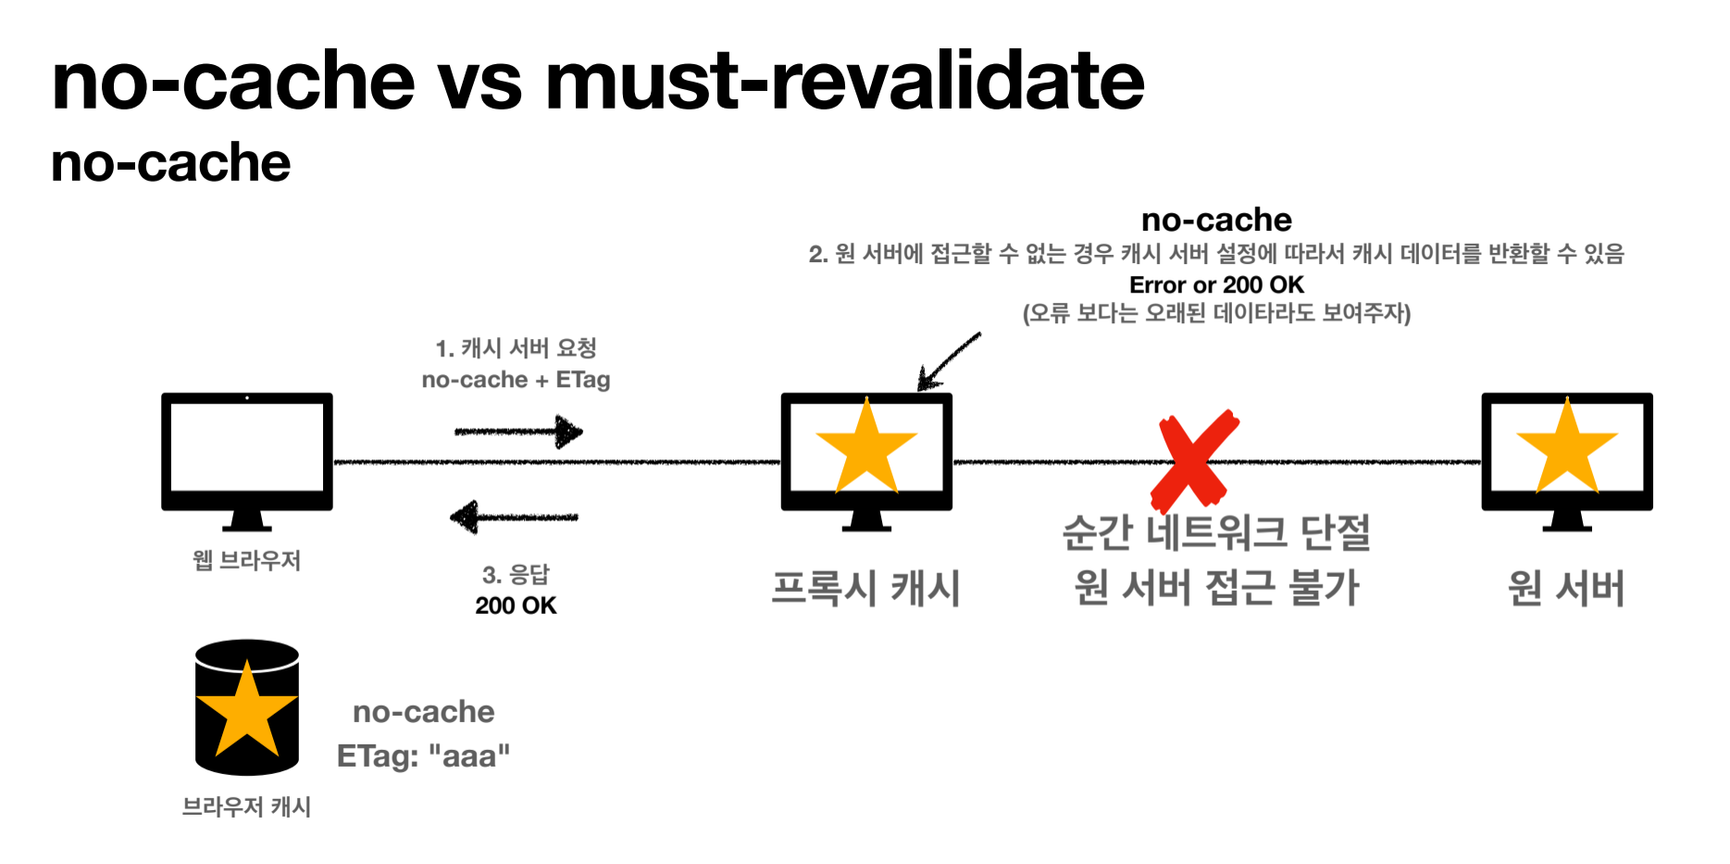 no-cache vs must-revalidate
no-cache
no-cache
2. 원 서버에 접근할 수 없는 경우 캐시 서버 설정에 따라서 캐시 데이터를 반환할 수 있음
Error or 200 OK
(오류 보다는 오래된 데이타라도 보여주자)
1. 캐시 서버 요청
no-cache + ETag
웹 브라우저
3. 응답
200 OK
프록시 캐시
순간 네트워크 단절
원 서버 접근 불가
원 서버
no-cache
ETag: "aaa"
브라우저 캐시